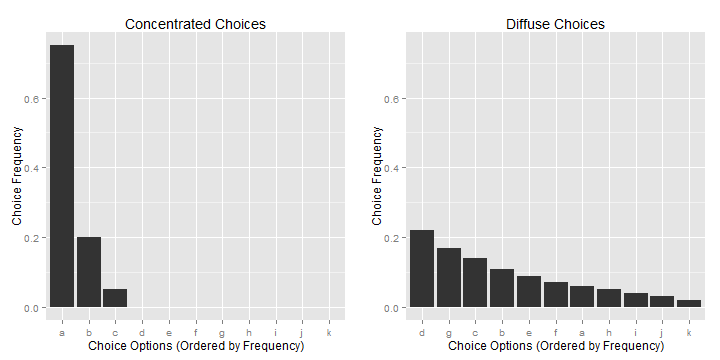 Concentrated Choices
Choice Frequency
0.6
0.4
0.2
0.0
a b c d e f g h i j k
Choice Options (Ordered by Frequency)
Diffuse Choices
Choice Frequency
0.6
0.4
0.2
0.0
d g c b e f a h i j k
Choice Options (Ordered by Frequency)